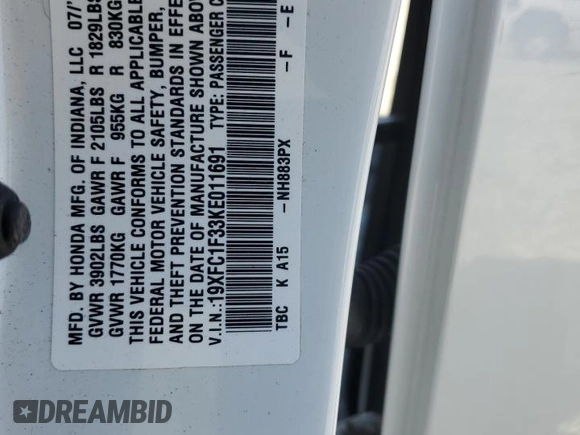 MFD. BY HONDA MFG. OF INDIANA, LLC 07/
GVWR 3902LBS GAWR F 2105LBS R 1829LBS
GVWR 1770KG GAWR F 955KG R 830KG
THIS VEHICLE CONFORMS TO ALL APPLICABLE
FEDERAL MOTOR VEHICLE SAFETY, BUMPER,
AND THEFT PREVENTION STANDARDS IN EFFE
ON THE DATE OF MANUFACTURE SHOWN ABOV
V.I.N.:19XFC1F33KE011691 TYPE: PASSENGER C
TBC K A15 -NH883PX -F -E
DREAMBID